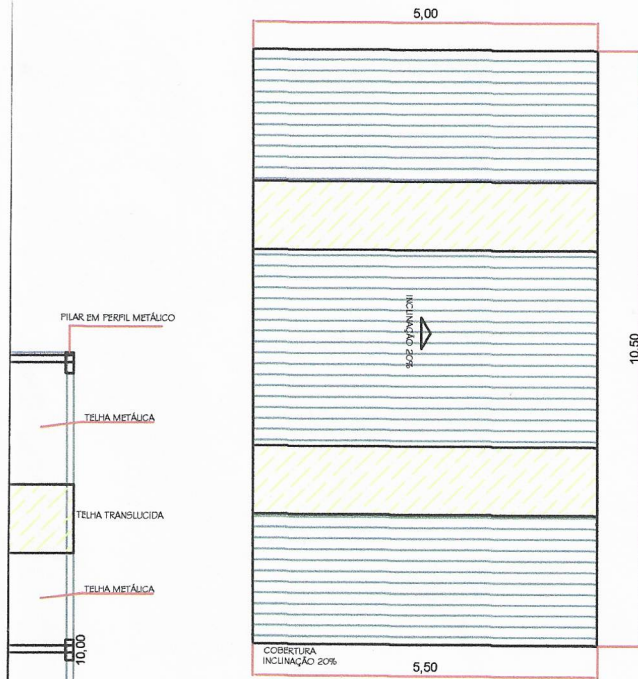 5,00
PILAR EM PERFIL METÁLICO
TELHA METÁLICA
TELHA TRANSLUCIDA
TELHA METÁLICA
10,00
INCLINAÇÃO 20%
10,50
COBERTURA
INCLINAÇÃO 20%
5,50